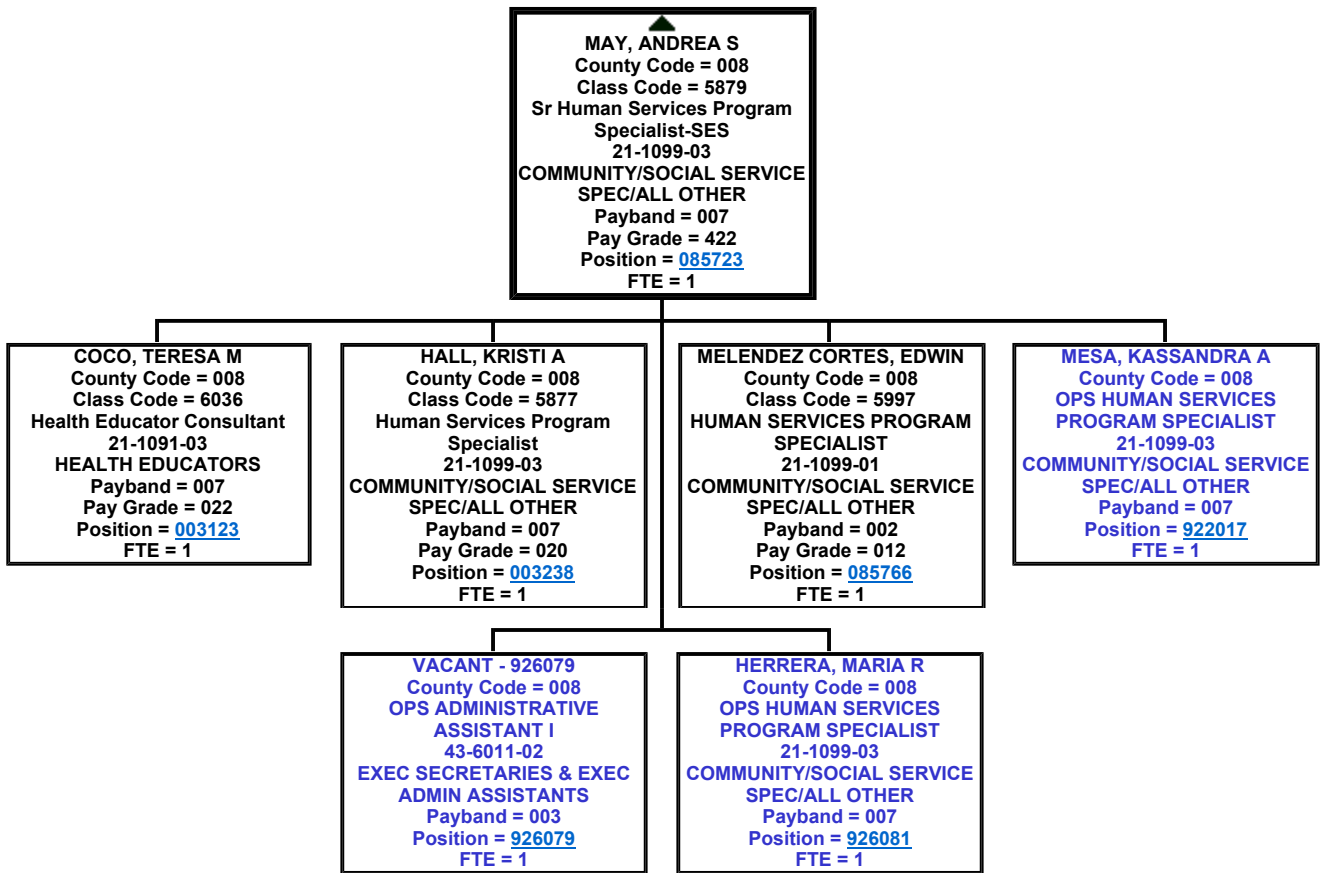 MAY, ANDREA S
County Code = 008
Class Code = 5879
Sr Human Services Program
Specialist-SES
21-1099-03
COMMUNITY/SOCIAL SERVICE
SPEC/ALL OTHER
Payband = 007
Pay Grade = 422
Position = 085723
FTE = 1
COCO, TERESA M
County Code = 008
Class Code = 6036
Health Educator Consultant
21-1091-03
HEALTH EDUCATORS
Payband = 007
Pay Grade = 022
Position = 003123
FTE = 1
HALL, KRISTI A
County Code = 008
Class Code = 5877
Human Services Program
Specialist
21-1099-03
COMMUNITY/SOCIAL SERVICE
SPEC/ALL OTHER
Payband = 007
Pay Grade = 020
Position = 003238
FTE = 1
MELENDEZ CORTES, EDWIN
County Code = 008
Class Code = 5997
HUMAN SERVICES PROGRAM
SPECIALIST
21-1099-01
COMMUNITY/SOCIAL SERVICE
SPEC/ALL OTHER
Payband = 002
Pay Grade = 012
Position = 085766
FTE = 1
MESA, KASSANDRA A
County Code = 008
OPS HUMAN SERVICES
PROGRAM SPECIALIST
21-1099-03
COMMUNITY/SOCIAL SERVICE
SPEC/ALL OTHER
Payband = 007
Position = 922017
FTE = 1
VACANT - 926079
County Code = 008
OPS ADMINISTRATIVE
ASSISTANT I
43-6011-02
EXEC SECRETARIES & EXEC
ADMIN ASSISTANTS
Payband = 003
Position = 926079
FTE = 1
HERRERA, MARIA R
County Code = 008
OPS HUMAN SERVICES
PROGRAM SPECIALIST
21-1099-03
COMMUNITY/SOCIAL SERVICE
SPEC/ALL OTHER
Payband = 007
Position = 926081
FTE = 1